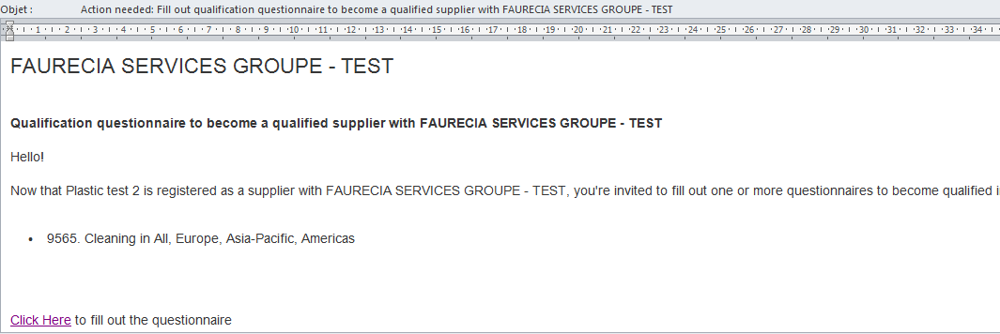 Objet : Action needed: Fill out qualification questionnaire to become a qualified supplier with FAURECIA SERVICES GROUPE - TEST
1 2 3 4 5 6 7 8 9 10 11 12 13 14 15 16 17 18 19 20 21 22 23 24 25 26 27 28 29 30 31 32 33 34
FAURECIA SERVICES GROUPE - TEST
Qualification questionnaire to become a qualified supplier with FAURECIA SERVICES GROUPE - TEST
Hello!
Now that Plastic test 2 is registered as a supplier with FAURECIA SERVICES GROUPE - TEST, you're invited to fill out one or more questionnaires to become qualified
• 9565. Cleaning in All, Europe, Asia-Pacific, Americas
Click Here to fill out the questionnaire